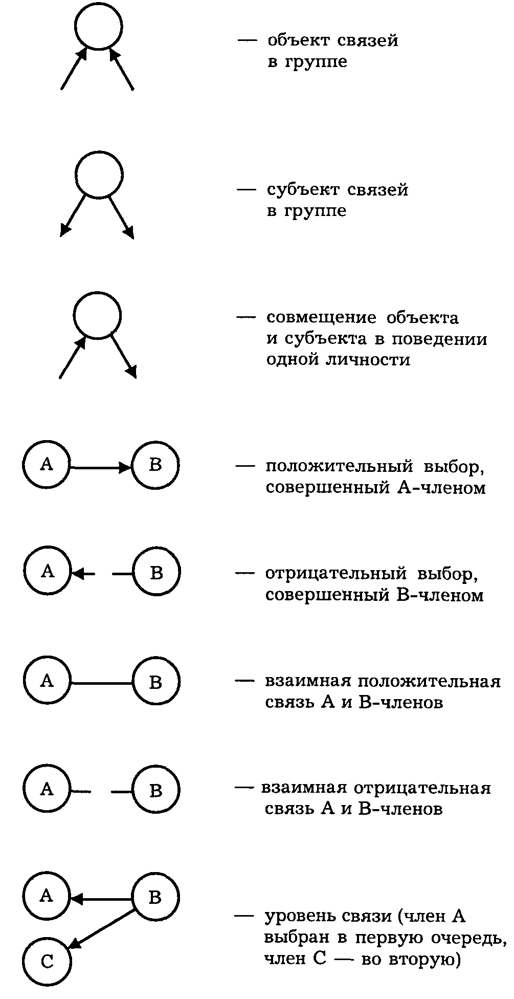 — объект связей
в группе
— субъект связей
в группе
— совмещение объекта
и субъекта в поведении
одной личности
A B — положительный выбор,
совершенный А-членом
A B — отрицательный выбор,
совершенный В-членом
A B — взаимная положительная
связь А и В-членов
A B — взаимная отрицательная
связь А и В-членов
A B
— уровень связи (член А
выбран в первую очередь,
C член С — во вторую)